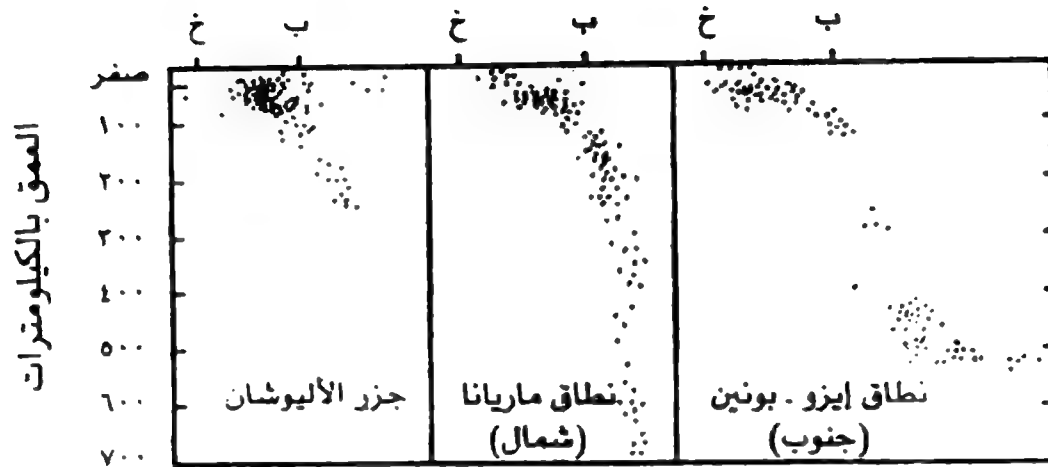 خ ب خ ب خ ب
العمق بالكيلومترات
صفر
١٠٠
٢٠٠
٣٠٠
٤٠٠
٥٠٠
٦٠٠
٧٠٠
نطاق إيزو . بونين
(جنوب)
نطاق ماريانا
(شمال)
جزر الأليوشان